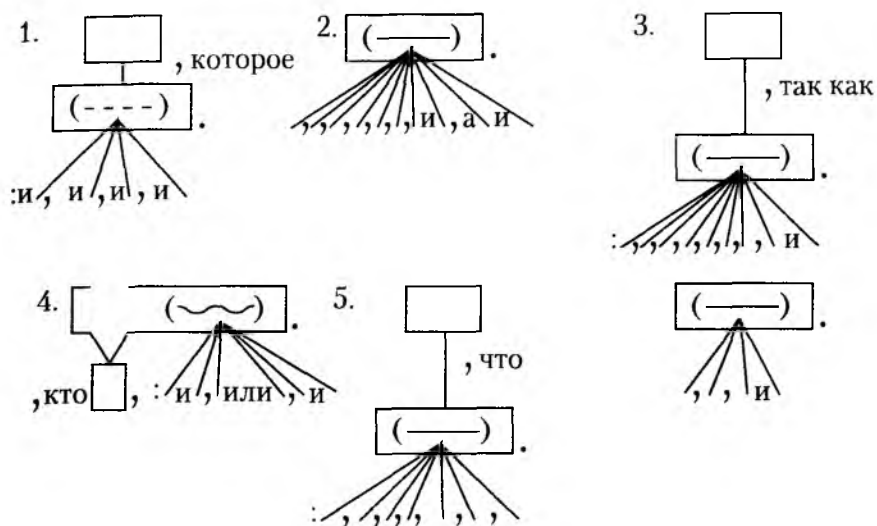 1. , которое
(----) .
:и, и ,и , и
2. (———) .
, , , , , , и , а и
3. , так как
(———) .
: , , , , , , , , и
4. (~) .
,кто , : и , или , и
5. , что
(———) .
: , , , , , , ,
(———) .
, , и